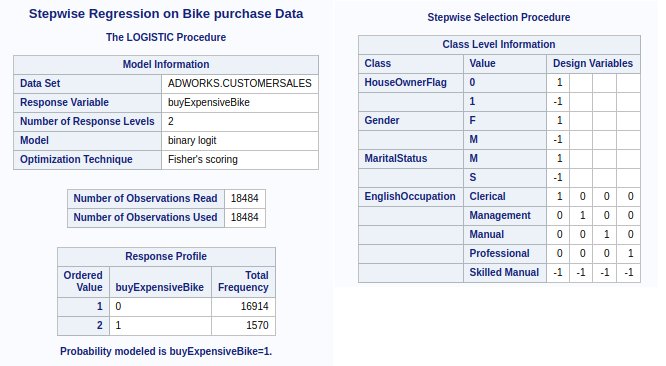 Stepwise Regression on Bike purchase Data
The LOGISTIC Procedure
Model Information
Data Set ADWORKS.CUSTOMERSALES
Response Variable buyExpensiveBike
Number of Response Levels 2
Model binary logit
Optimization Technique Fisher's scoring
Number of Observations Read 18484
Number of Observations Used 18484
Response Profile
Ordered Value buyExpensiveBike Total Frequency
1 0 16914
2 1 1570
Probability modeled is buyExpensiveBike=1.
Stepwise Selection Procedure
Class Level Information
Class Value Design Variables
HouseOwnerFlag 0 1
1 -1
Gender F 1
M -1
MaritalStatus M 1
S -1
EnglishOccupation Clerical 1 0 0 0
Management 0 1 0 0
Manual 0 0 1 0
Professional 0 0 0 1
Skilled Manual -1 -1 -1 -1